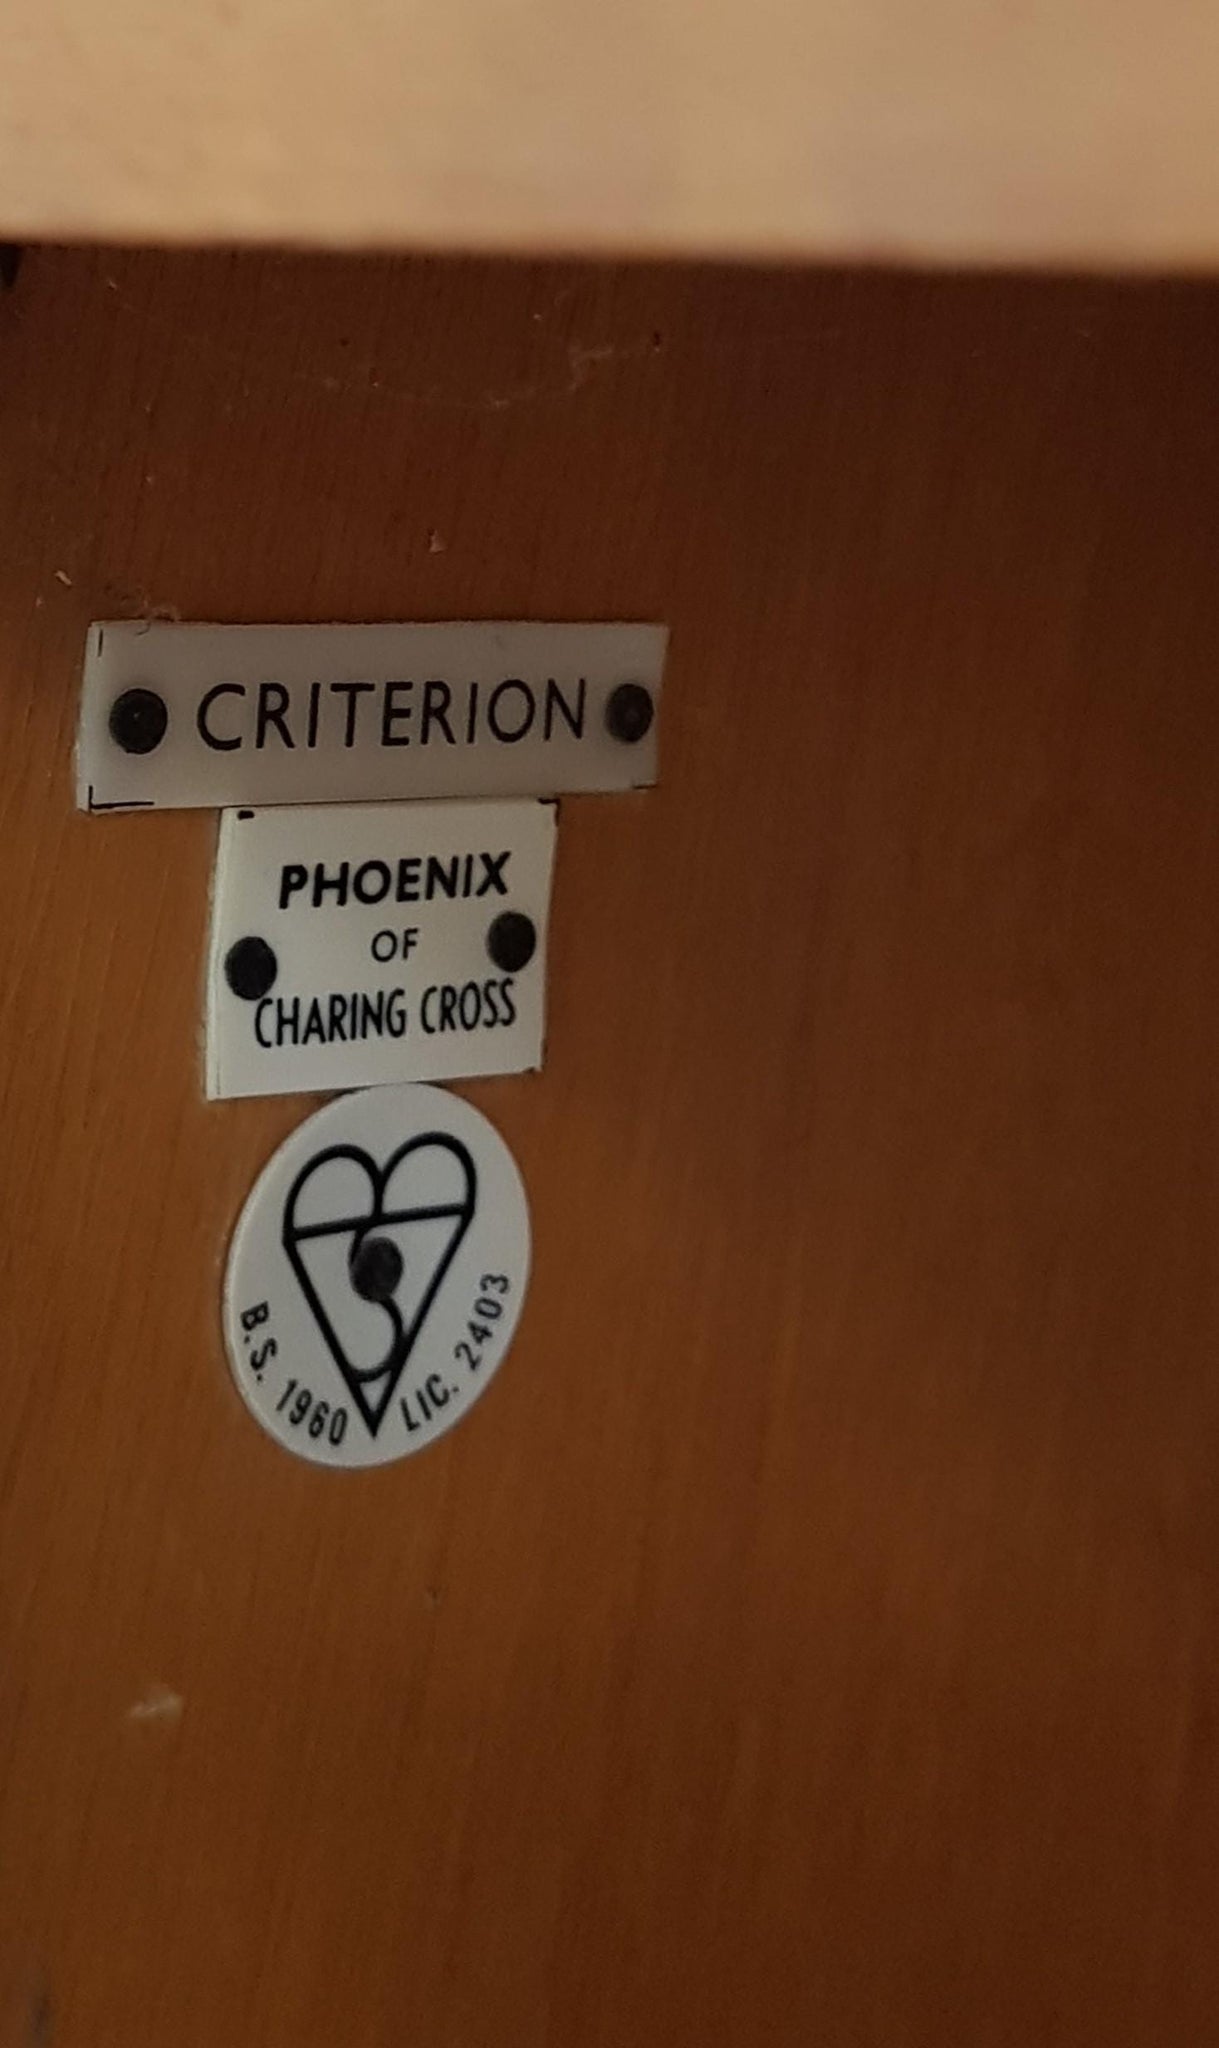 CRITERION
PHOENIX
OF
CHARING CROSS
B.S. 1960 LIC. 2403